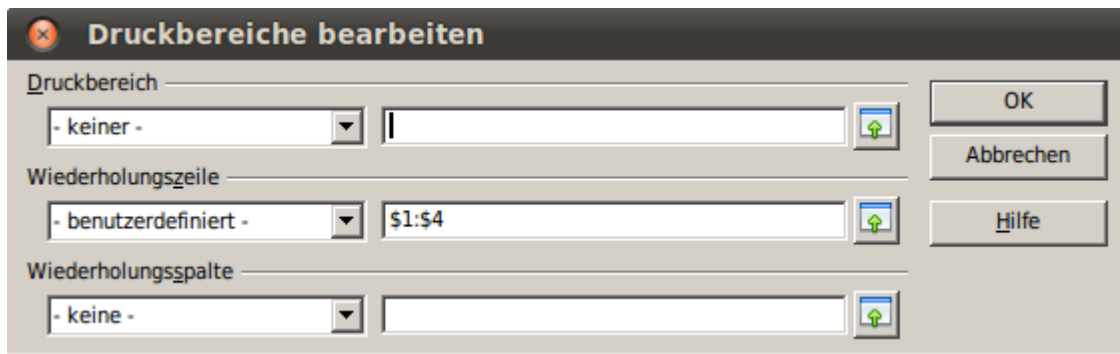 Druckbereiche bearbeiten
Druckbereich
- keiner -
OK
Abbrechen
Wiederholungszeile
- benutzerdefiniert -
$1:$4
Hilfe
Wiederholungsspalte
- keine -